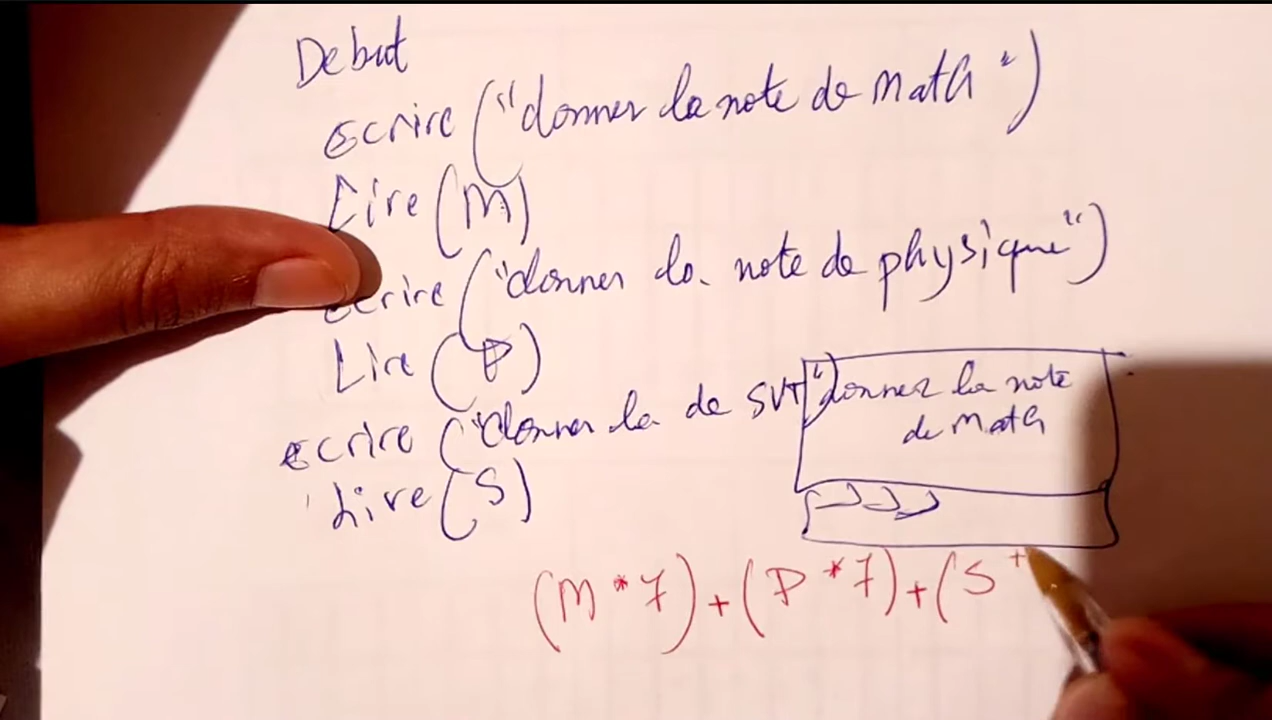 Debut
ecrire ("donner la note de math")
Lire (M)
ecrire ("donner la note de physique")
Lire (P)
ecrire ("donner la de SVT")
Lire (S)
donner la note
de math
(M * 7) + (P * 7) + (S +